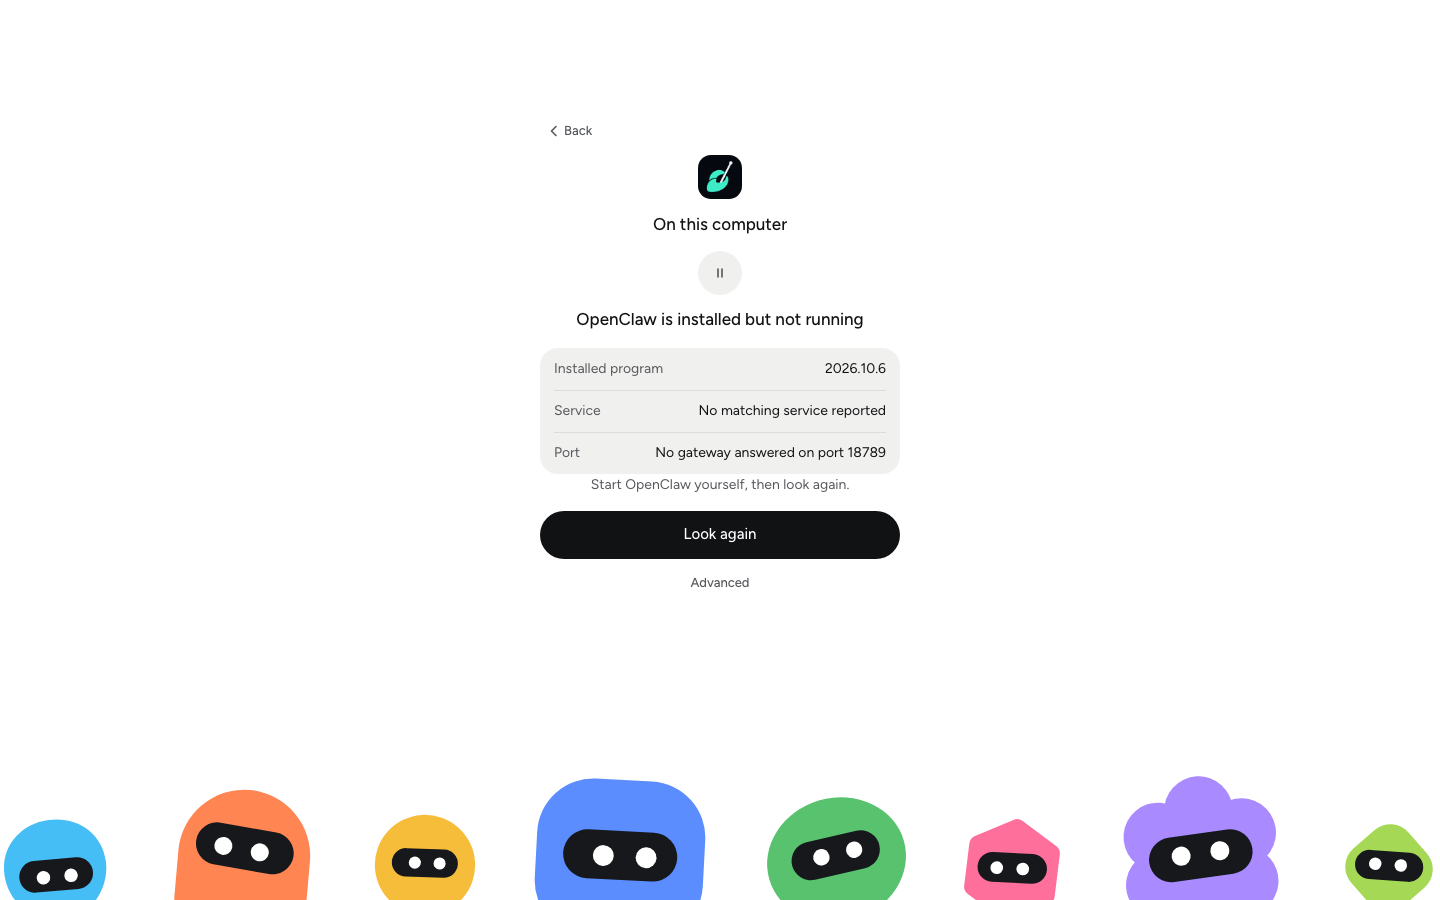 Back
On this computer
OpenClaw is installed but not running
Installed program 2026.10.6
Service No matching service reported
Port No gateway answered on port 18789
Start OpenClaw yourself, then look again.
Look again
Advanced